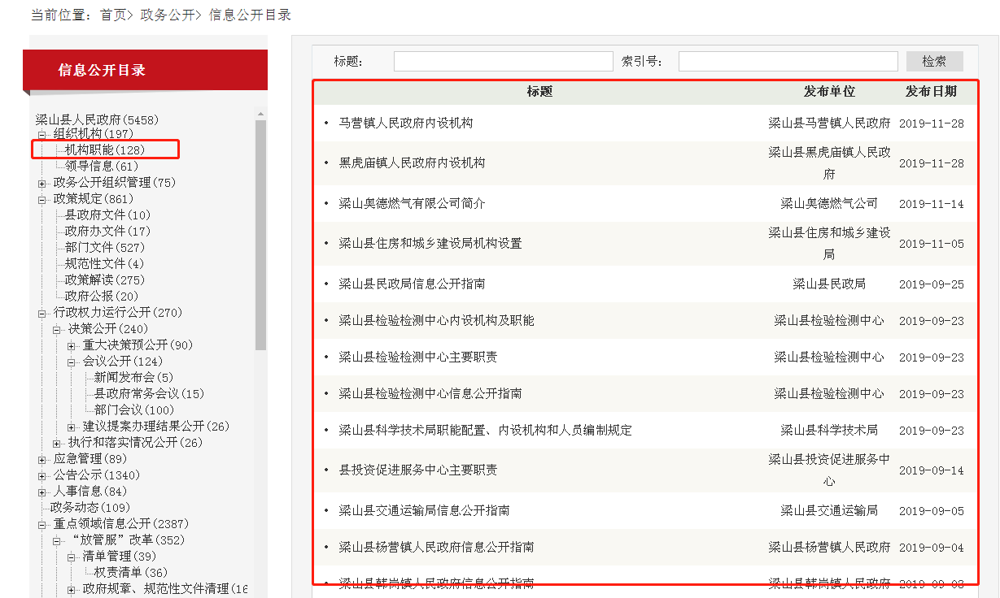 当前位置：首页> 政务公开> 信息公开目录
信息公开目录
梁山县人民政府(5458)
组织机构(197)
机构职能(128)
领导信息(61)
政务公开组织管理(75)
政策规定(861)
县政府文件(10)
政府办文件(17)
部门文件(527)
规范性文件(4)
政策解读(275)
政府公报(20)
行政权力运行公开(270)
决策公开(240)
重大决策预公开(90)
会议公开(124)
新闻发布会(5)
县政府常务会议(15)
部门会议(100)
建议提案办理结果公开(26)
执行和落实情况公开(26)
应急管理(89)
公告公示(1340)
人事信息(84)
政务动态(109)
重点领域信息公开(2387)
“放管服”改革(352)
清单管理(39)
权责清单(36)
政府规章、规范性文件清理(16
标题： 索引号： 检索
标题 发布单位 发布日期
• 马营镇人民政府内设机构 梁山县马营镇人民政府 2019-11-28
• 黑虎庙镇人民政府内设机构 梁山县黑虎庙镇人民政 2019-11-28
府
• 梁山奥德燃气有限公司简介 梁山奥德燃气公司 2019-11-14
• 梁山县住房和城乡建设局机构设置 梁山县住房和城乡建设 2019-11-05
局
• 梁山县民政局信息公开指南 梁山县民政局 2019-09-25
• 梁山县检验检测中心内设机构及职能 梁山县检验检测中心 2019-09-23
• 梁山县检验检测中心主要职责 梁山县检验检测中心 2019-09-23
• 梁山县检验检测中心信息公开指南 梁山县检验检测中心 2019-09-23
• 梁山县科学技术局职能配置、内设机构和人员编制规定 梁山县科学技术局 2019-09-23
• 县投资促进服务中心主要职责 梁山县投资促进服务中 2019-09-14
心
• 梁山县交通运输局信息公开指南 梁山县交通运输局 2019-09-05
• 梁山县杨营镇人民政府信息公开指南 梁山县杨营镇人民政府 2019-09-04
• 梁山县韩岗镇人民政府信息公开指南 梁山县韩岗镇人民政府 2019-09-03